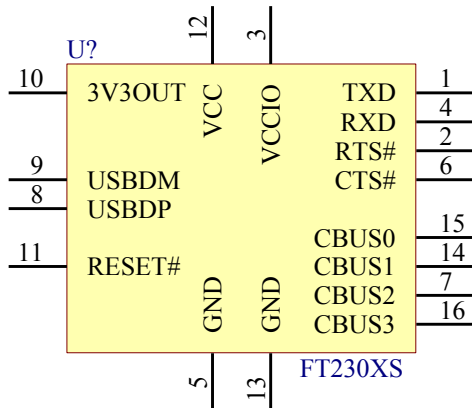 12 3
U?
10 3V3OUT VCC VCCIO TXD 1
RXD 4
RTS# 2
9 USBDM CTS# 6
8 USBDP
CBUS0 15
11 RESET# CBUS1 14
GND GND CBUS2 7
CBUS3 16
FT230XS
5 13